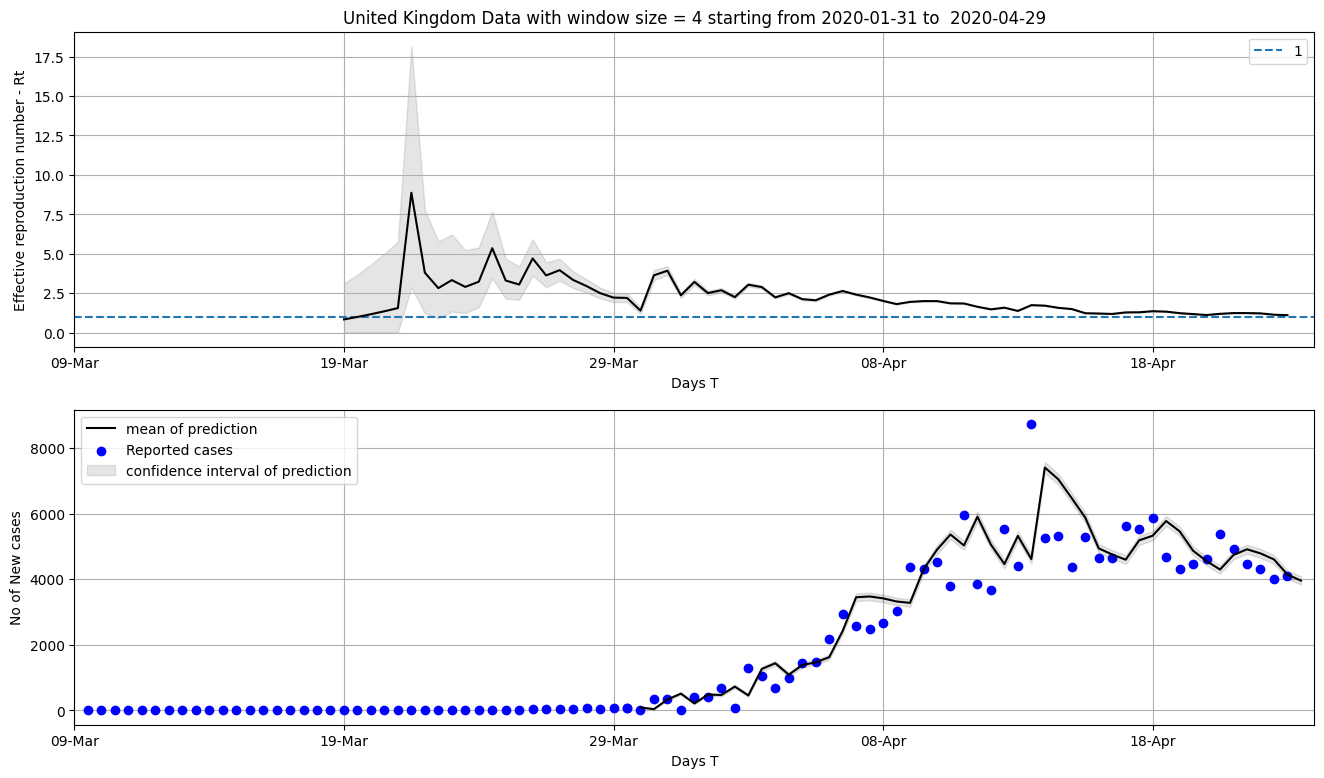 United Kingdom Data with window size = 4 starting from 2020-01-31 to  2020-04-29
Effective reproduction number - Rt
17.5
15.0
12.5
10.0
7.5
5.0
2.5
0.0
1
09-Mar 19-Mar 29-Mar 08-Apr 18-Apr
Days T
No of New cases
8000
6000
4000
2000
0
mean of prediction
Reported cases
confidence interval of prediction
09-Mar 19-Mar 29-Mar 08-Apr 18-Apr
Days T